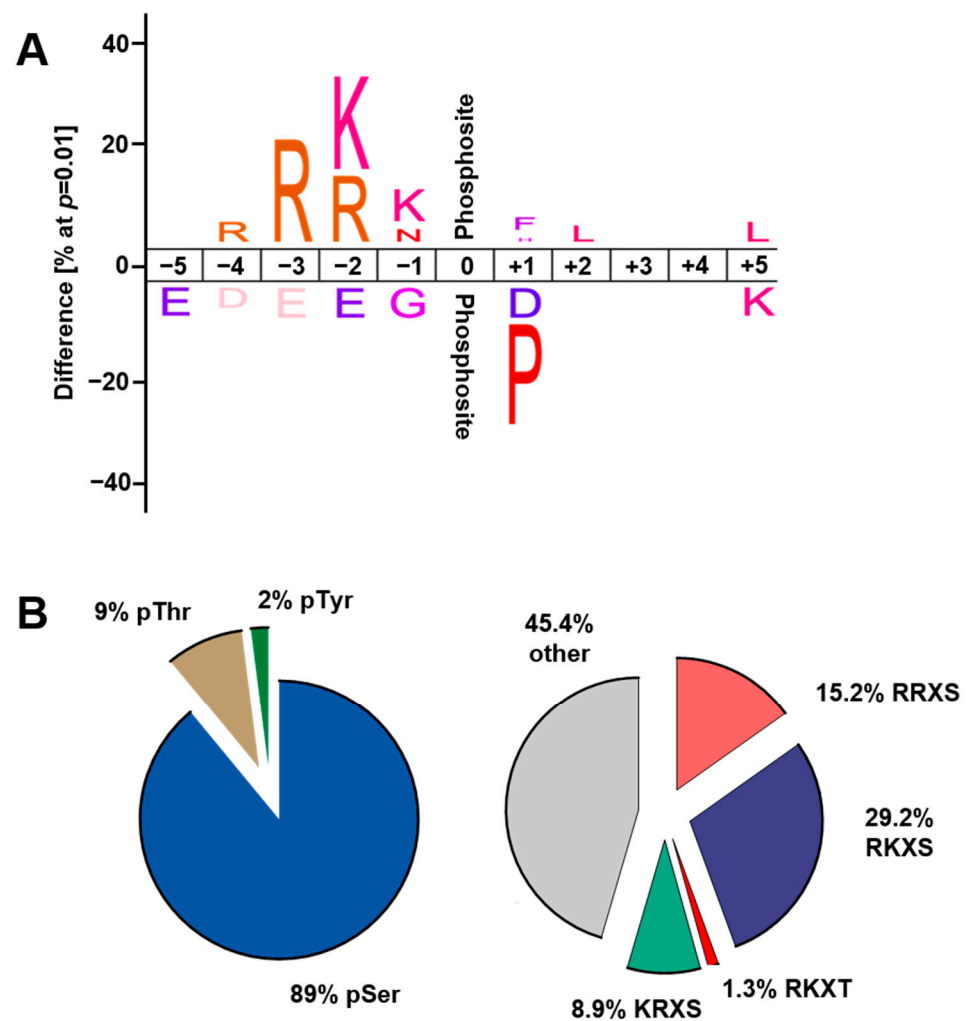 A
Difference [% at p=0.01]
40
20
0
−20
−40
K
R
R
R
K
N
Phosphosite
F
H
L
L
−5 −4 −3 −2 −1 0 +1 +2 +3 +4 +5
E D E E G D K
Phosphosite
P
B
9% pThr
2% pTyr
89% pSer
45.4%
other
15.2% RRXS
29.2%
RKXS
1.3% RKXT
8.9% KRXS